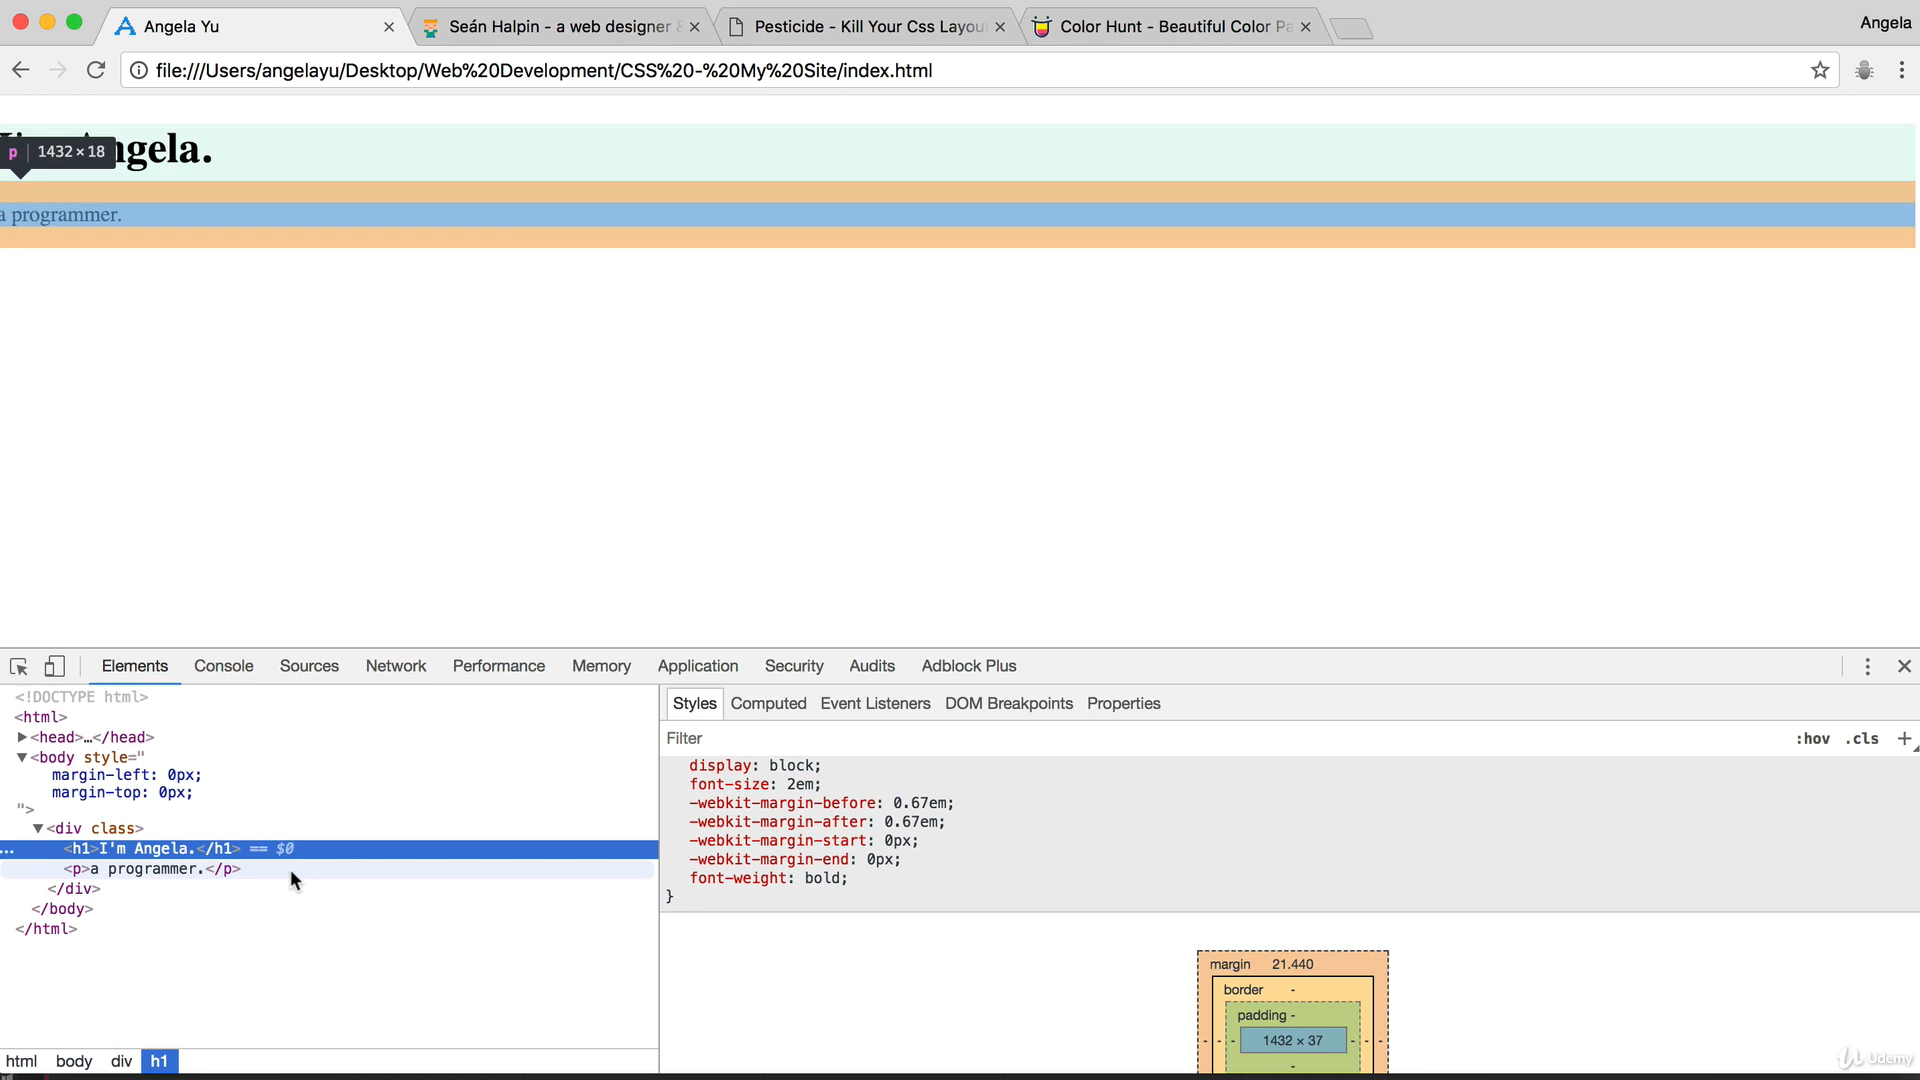 Angela Yu
Seán Halpin - a web designer &
Pesticide - Kill Your Css Layout
Color Hunt - Beautiful Color Pa
Angela
file:///Users/angelayu/Desktop/Web%20Development/CSS%20-%20My%20Site/index.html
ngela.
p 1432 × 18
a programmer.
Elements Console Sources Network Performance Memory Application Security Audits Adblock Plus
<!DOCTYPE html>
<html>
<head>…</head>
<body style="
margin-left: 0px;
margin-top: 0px;
">
<div class>
... <h1>I'm Angela.</h1> == $0
<p>a programmer.</p>
</div>
</body>
</html>
html body div h1
Styles Computed Event Listeners DOM Breakpoints Properties
Filter :hov .cls +
display: block;
font-size: 2em;
-webkit-margin-before: 0.67em;
-webkit-margin-after: 0.67em;
-webkit-margin-start: 0px;
-webkit-margin-end: 0px;
font-weight: bold;
}
margin 21.440
border -
padding -
- - - 1432 × 37 - - -
-
Udemy